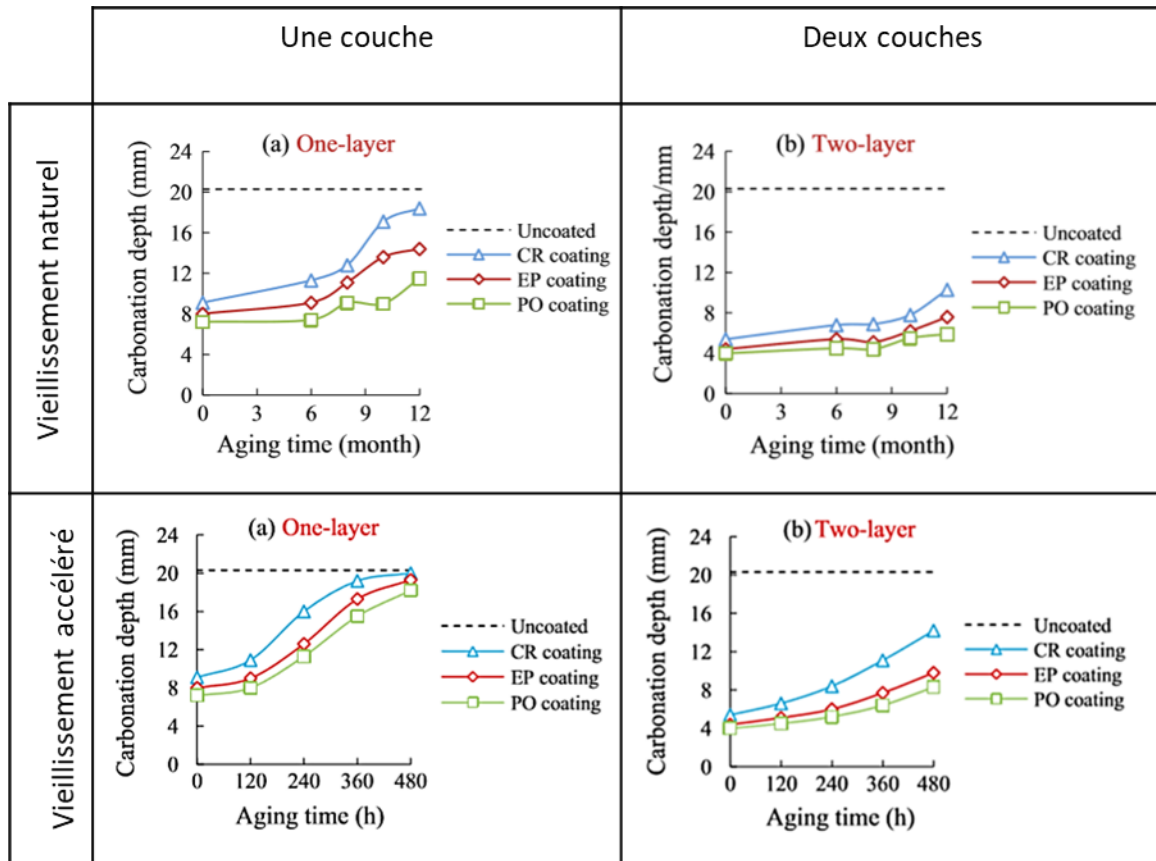 Une couche
Deux couches
Vieillissement naturel
(a) One-layer
24
20
16
12
8
4
0
Carbonation depth (mm)
0 3 6 9 12
Aging time (month)
Uncoated
CR coating
EP coating
PO coating
(b) Two-layer
24
20
16
12
8
4
0
Carbonation depth/mm
0 3 6 9 12
Aging time (month)
Uncoated
CR coating
EP coating
PO coating
Vieillissement accéléré
(a) One-layer
24
20
16
12
8
4
0
Carbonation depth (mm)
0 120 240 360 480
Aging time (h)
Uncoated
CR coating
EP coating
PO coating
(b) Two-layer
24
20
16
12
8
4
0
Carbonation depth (mm)
0 120 240 360 480
Aging time (h)
Uncoated
CR coating
EP coating
PO coating